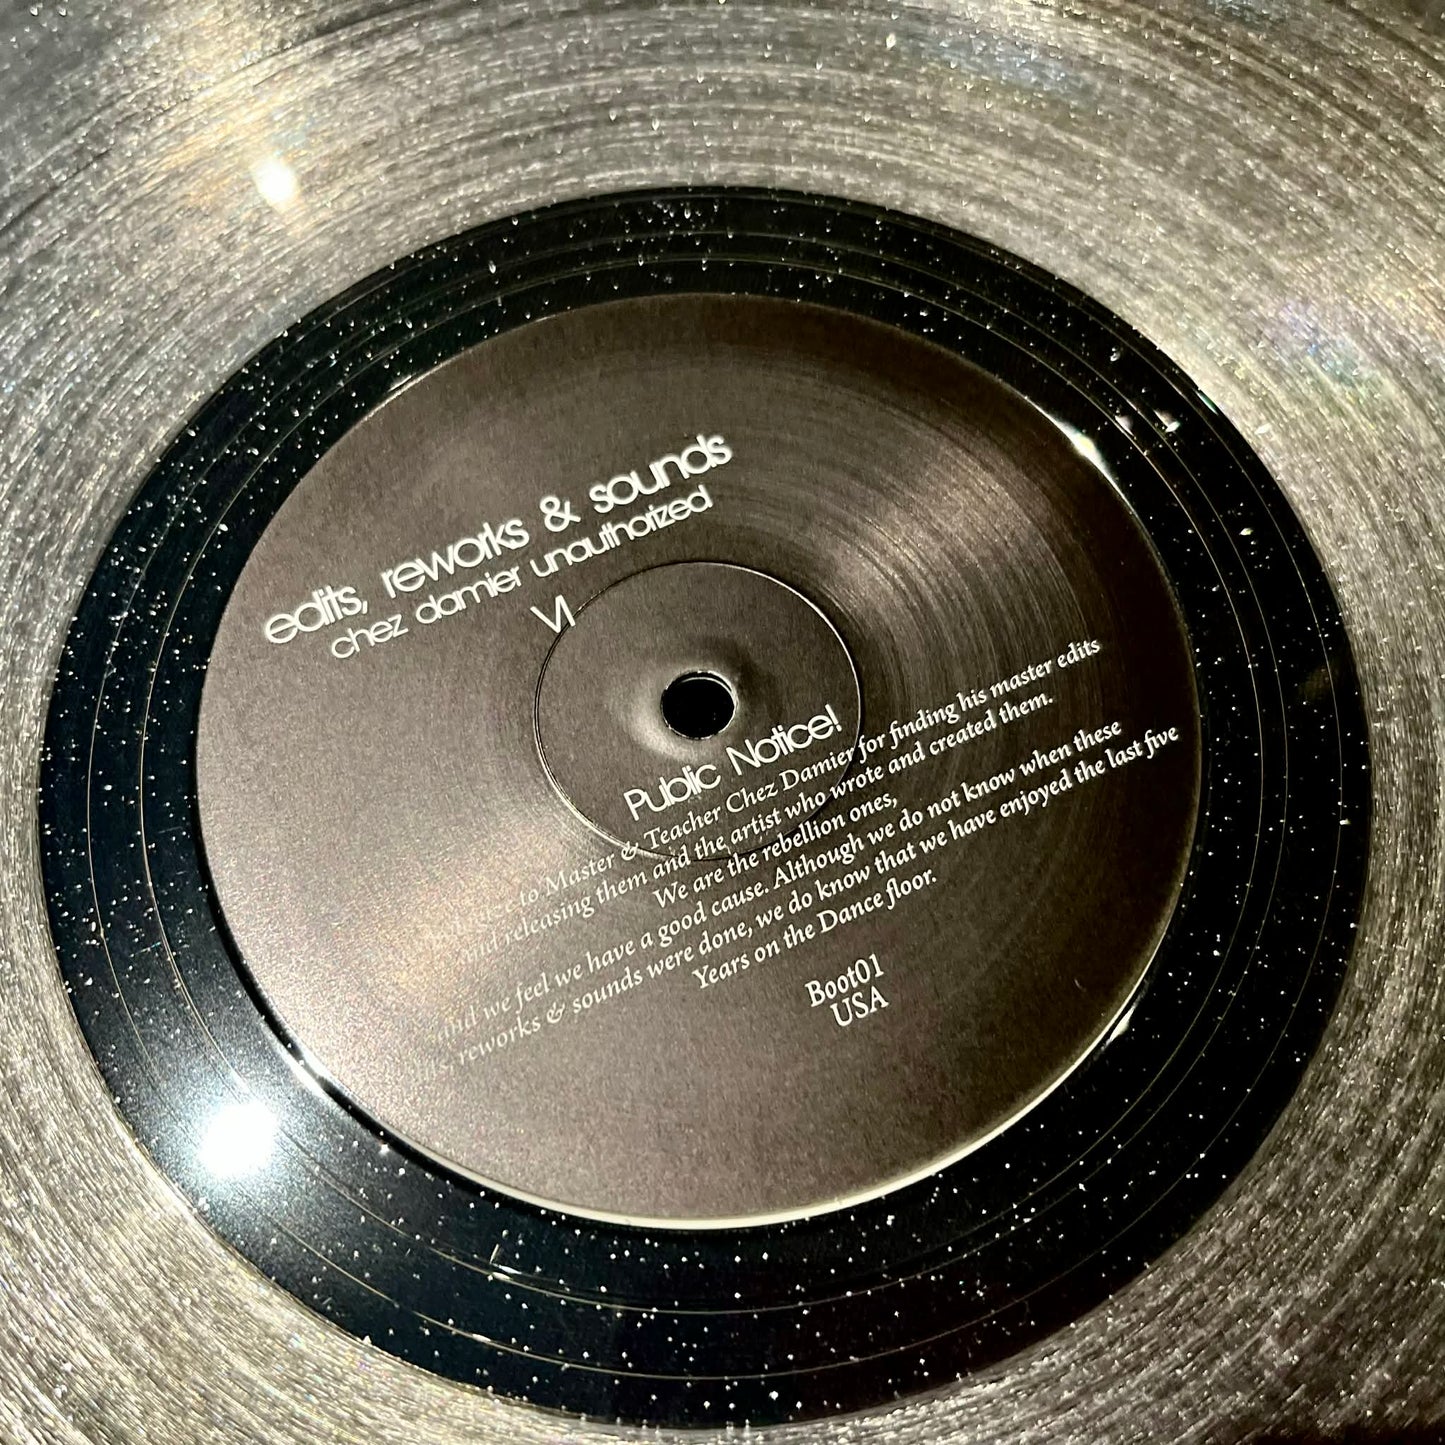 edits, reworks & sounds
chez damier unauthorized
VI
Public Notice!
to Master & Teacher Chez Damier for finding his master edits
and releasing them and the artist who wrote and created them.
We are the rebellion ones,
and we feel we have a good cause. Although we do not know when these
reworks & sounds were done, we do know that we have enjoyed the last five
Years on the Dance floor.
Boot01
USA